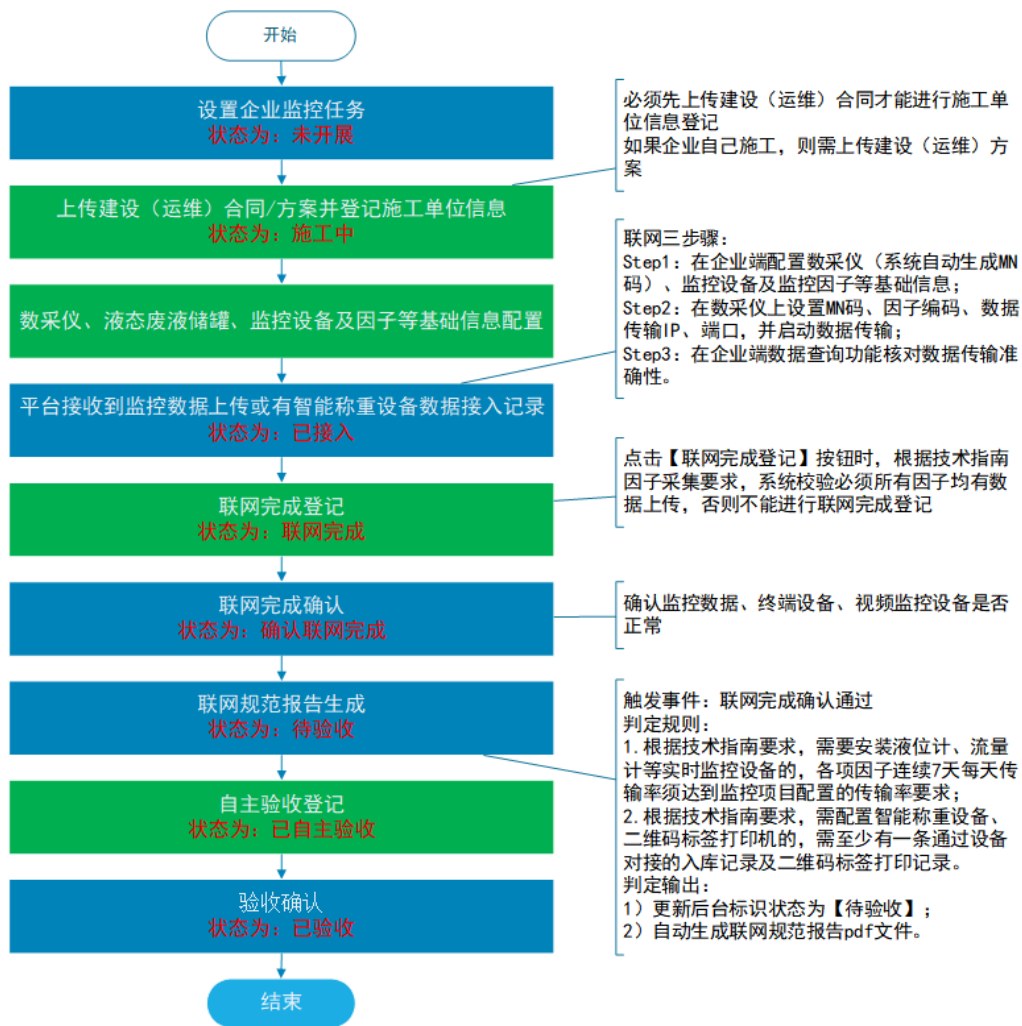 开始
设置企业监控任务
状态为：未开展
上传建设（运维）合同/方案并登记施工单位信息
状态为：施工中
数采仪、液态废液储罐、监控设备及因子等基础信息配置
平台接收到监控数据上传或有智能称重设备数据接入记录
状态为：已接入
联网完成登记
状态为：联网完成
联网完成确认
状态为：确认联网完成
联网规范报告生成
状态为：待验收
自主验收登记
状态为：已自主验收
验收确认
状态为：已验收
结束
必须先上传建设（运维）合同才能进行施工单
位信息登记
如果企业自己施工，则需上传建设（运维）方
案
联网三步骤：
Step1：在企业端配置数采仪（系统自动生成MN
码）、监控设备及监控因子等基础信息；
Step2：在数采仪上设置MN码、因子编码、数据
传输IP、端口，并启动数据传输；
Step3：在企业端数据查询功能核对数据传输准
确性。
点击【联网完成登记】按钮时，根据技术指南
因子采集要求，系统校验必须所有因子均有数
据上传，否则不能进行联网完成登记
确认监控数据、终端设备、视频监控设备是否
正常
触发事件：联网完成确认通过
判定规则：
1.根据技术指南要求，需要安装液位计、流量
计等实时监控设备的，各项因子连续7天每天传
输率须达到监控项目配置的传输率要求；
2.根据技术指南要求，需配置智能称重设备、
二维码标签打印机的，需至少有一条通过设备
对接的入库记录及二维码标签打印记录。
判定输出：
1）更新后台标识状态为【待验收】；
2）自动生成联网规范报告pdf文件。